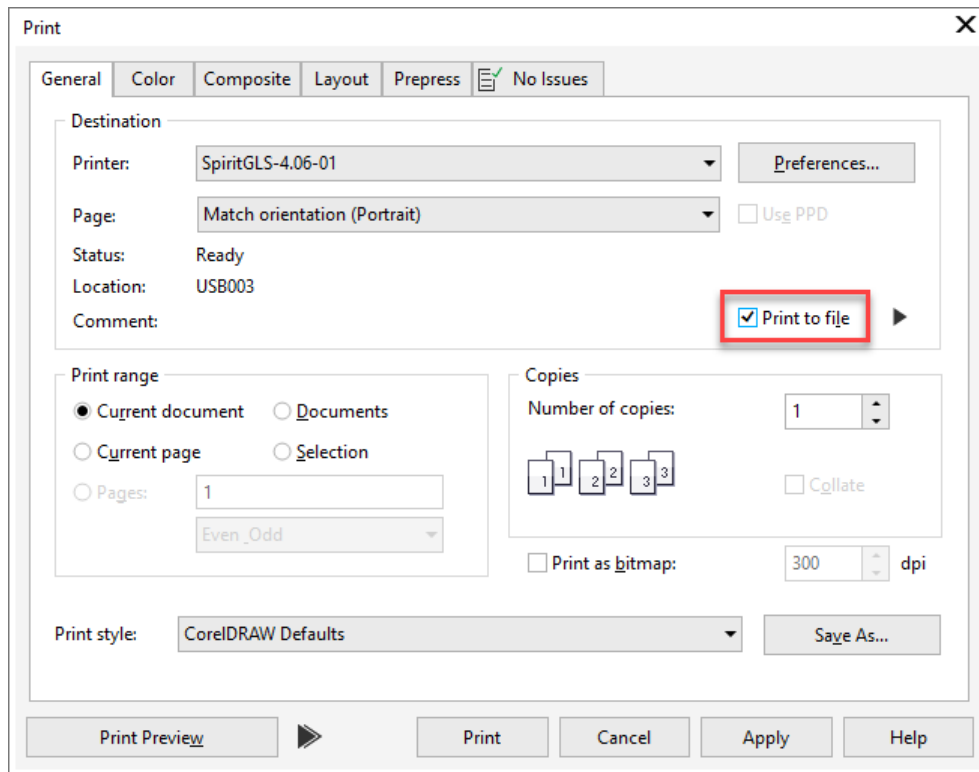 Print
General Color Composite Layout Prepress No Issues
Destination
Printer: SpiritGLS-4.06-01 Preferences...
Page: Match orientation (Portrait) Use PPD
Status: Ready
Location: USB003
Comment: Print to file
Print range
Current document Documents
Current page Selection
Pages: 1
Even_Odd
Copies
Number of copies: 1
1 1 2 2 3 3
Collate
Print as bitmap: 300 dpi
Print style: CorelDRAW Defaults Save As...
Print Preview Print Cancel Apply Help